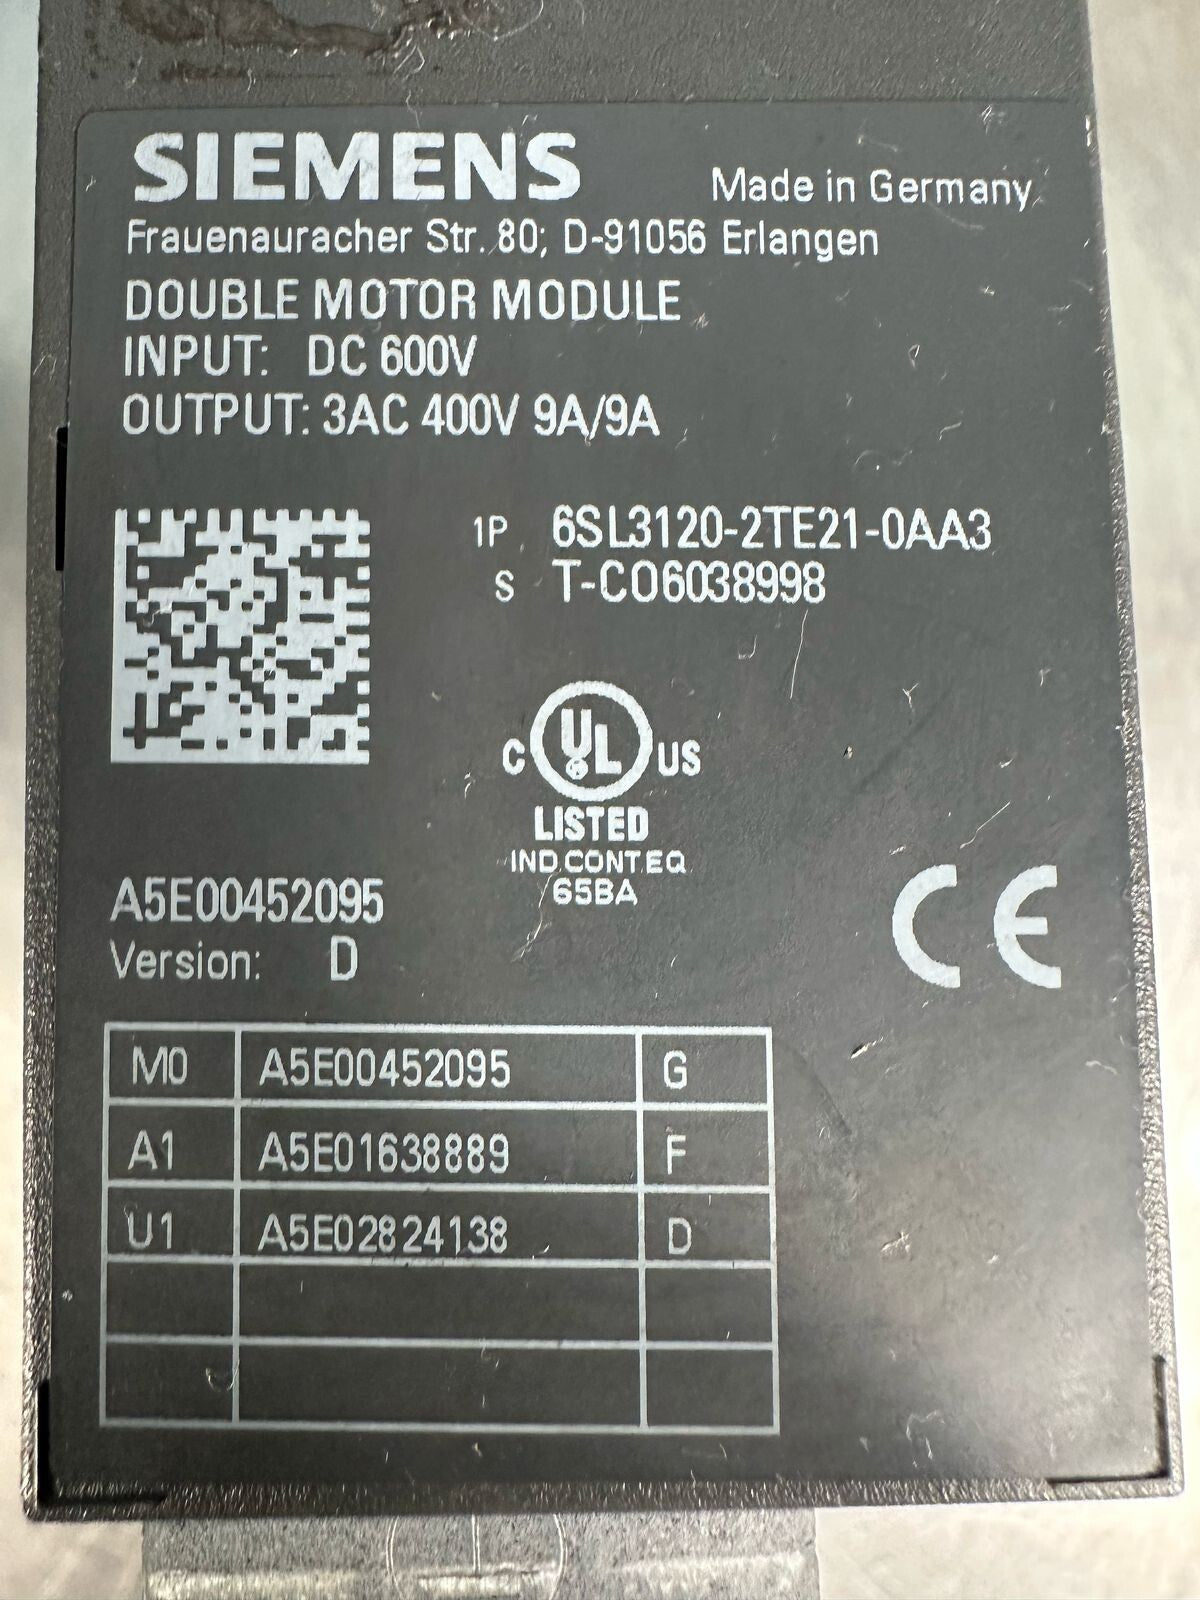 SIEMENS
Made in Germany
Frauenauracher Str. 80; D-91056 Erlangen
DOUBLE MOTOR MODULE
INPUT: DC 600V
OUTPUT: 3AC 400V 9A/9A
1P 6SL3120-2TE21-0AA3
S T-CO6038998
C UL US
LISTED
IND.CONT.EQ
65BA
A5E00452095
Version: D
CE
M0 A5E00452095 G
A1 A5E01638889 F
U1 A5E02824138 D